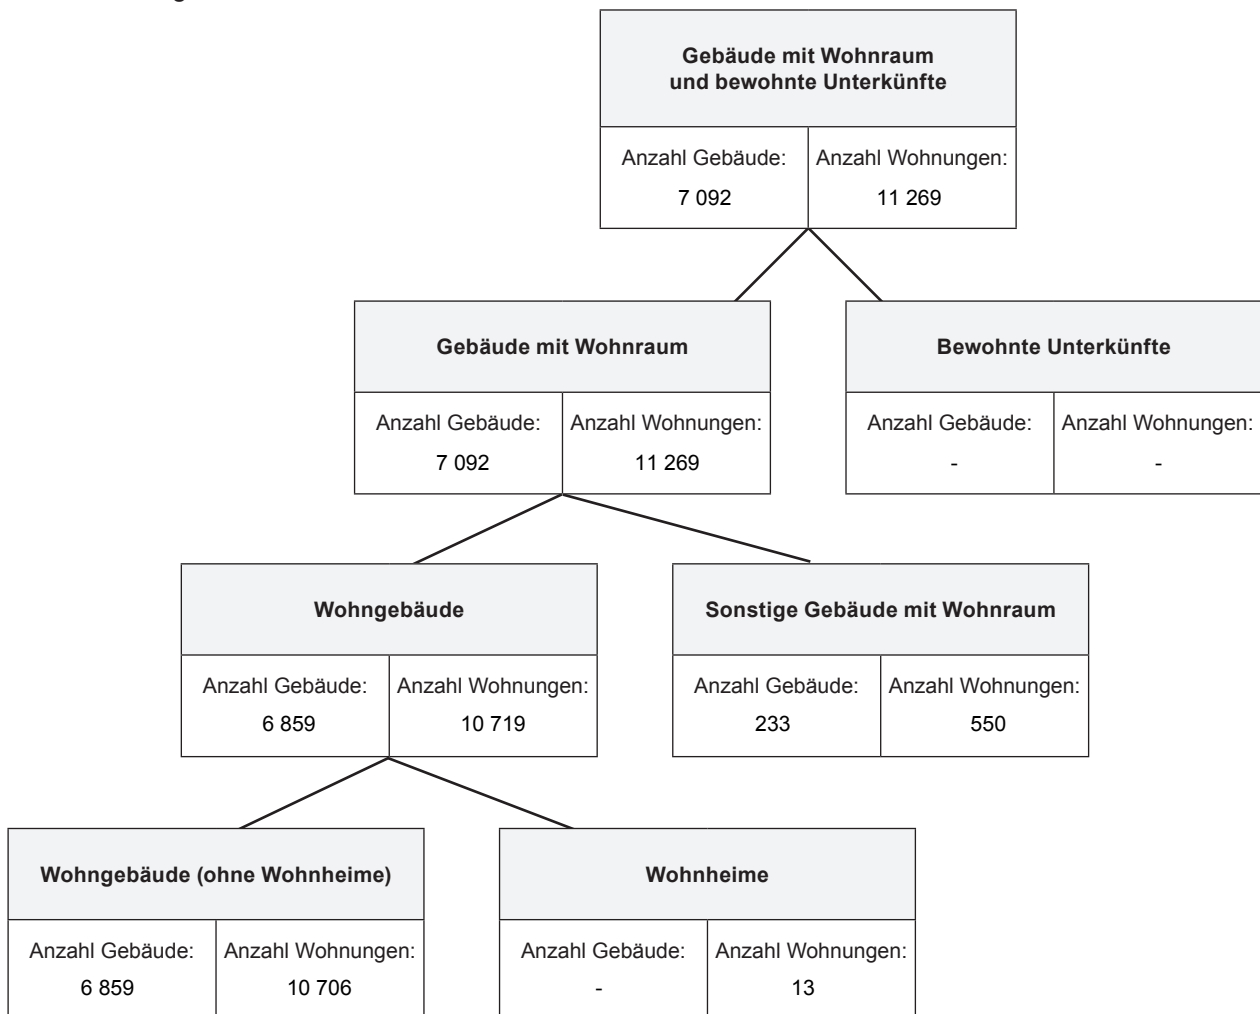 Gebäude mit Wohnraum
und bewohnte Unterkünfte
Anzahl Gebäude: Anzahl Wohnungen:
7 092 11 269
Gebäude mit Wohnraum
Anzahl Gebäude: Anzahl Wohnungen:
7 092 11 269
Bewohnte Unterkünfte
Anzahl Gebäude: Anzahl Wohnungen:
- -
Wohngebäude
Anzahl Gebäude: Anzahl Wohnungen:
6 859 10 719
Sonstige Gebäude mit Wohnraum
Anzahl Gebäude: Anzahl Wohnungen:
233 550
Wohngebäude (ohne Wohnheime)
Anzahl Gebäude: Anzahl Wohnungen:
6 859 10 706
Wohnheime
Anzahl Gebäude: Anzahl Wohnungen:
- 13